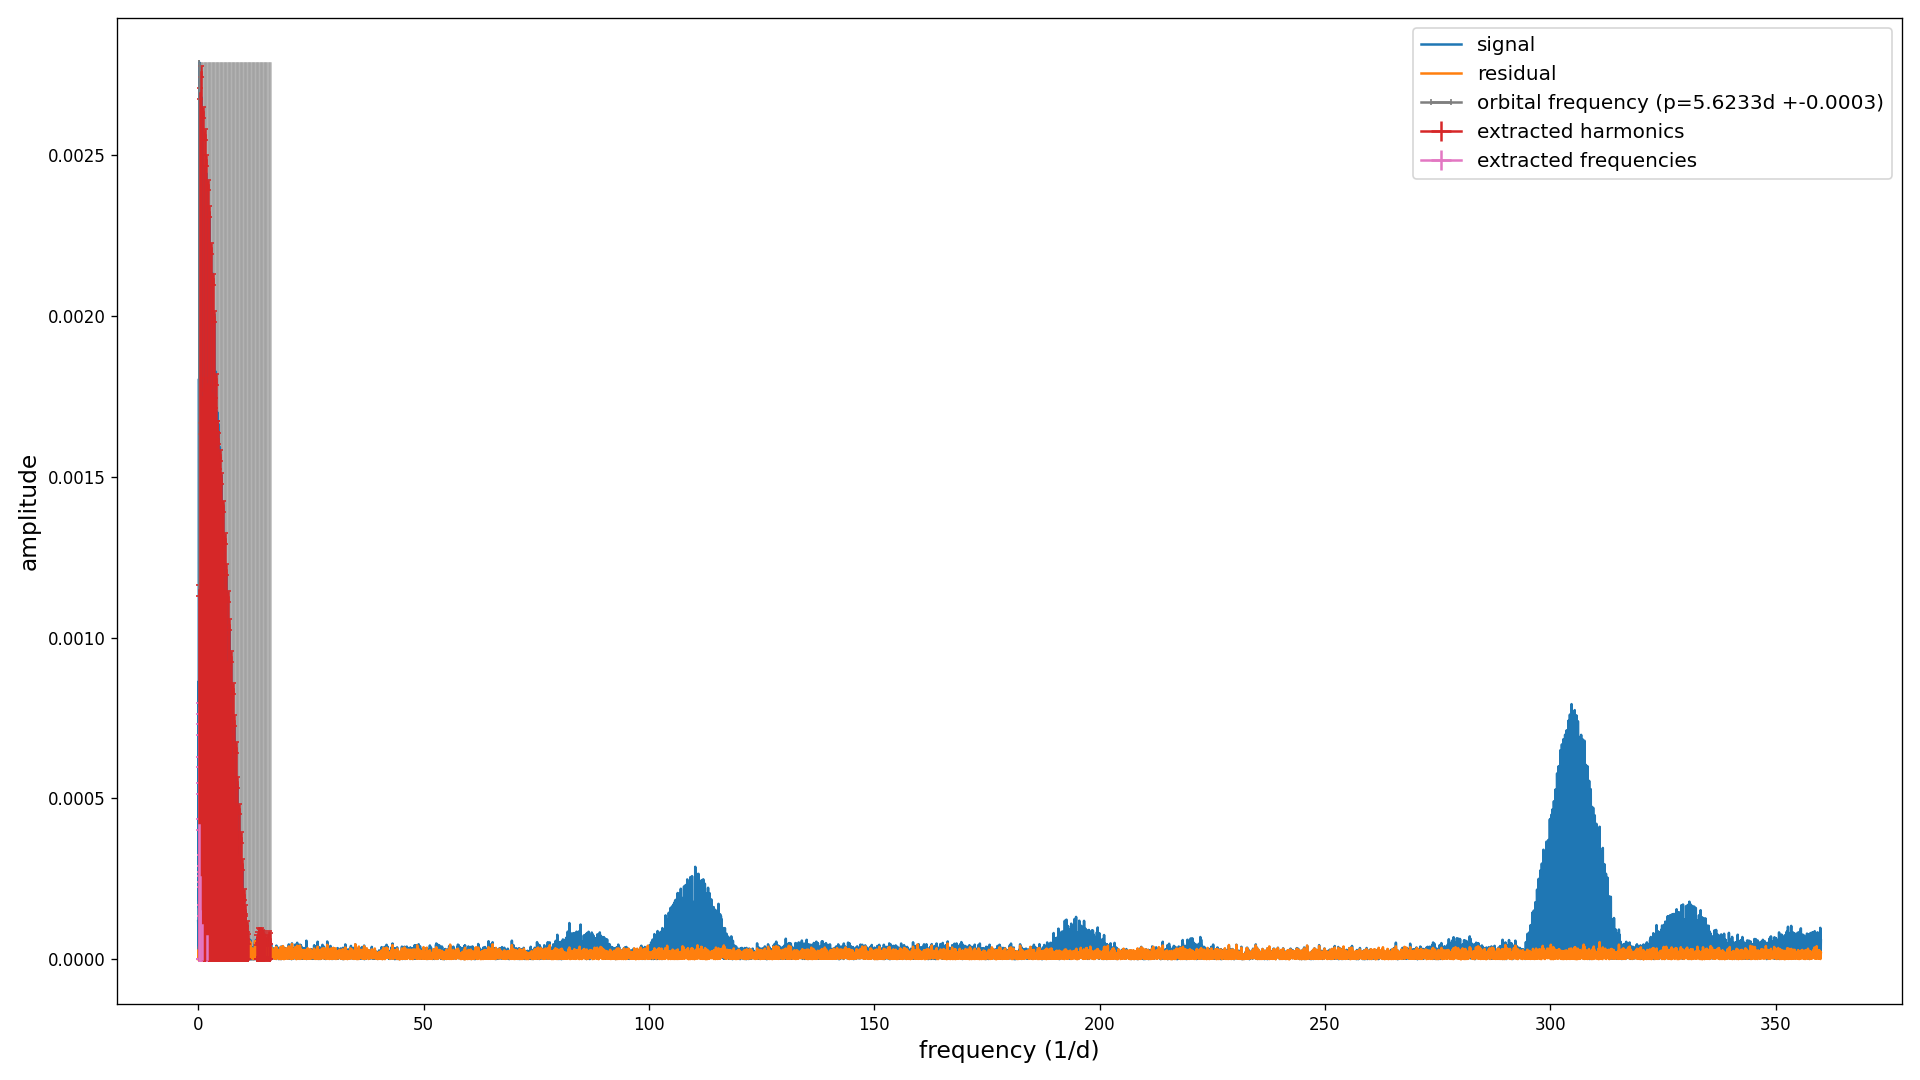 signal
residual
orbital frequency (p=5.6233d +-0.0003)
extracted harmonics
extracted frequencies
amplitude
0.0025
0.0020
0.0015
0.0010
0.0005
0.0000
0 50 100 150 200 250 300 350
frequency (1/d)